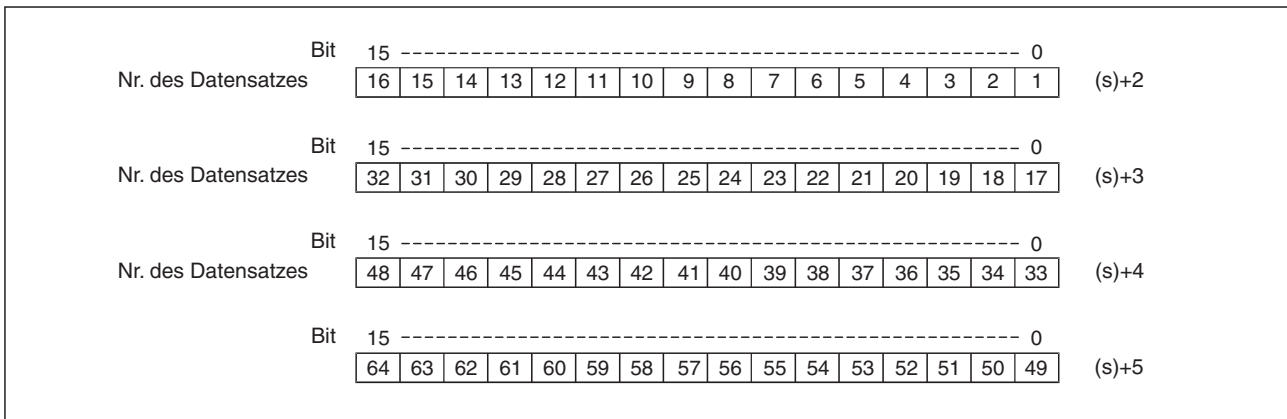 Bit 15 0
Nr. des Datensatzes 16 15 14 13 12 11 10 9 8 7 6 5 4 3 2 1 (s)+2
Bit 15 0
Nr. des Datensatzes 32 31 30 29 28 27 26 25 24 23 22 21 20 19 18 17 (s)+3
Bit 15 0
Nr. des Datensatzes 48 47 46 45 44 43 42 41 40 39 38 37 36 35 34 33 (s)+4
Bit 15 0
64 63 62 61 60 59 58 57 56 55 54 53 52 51 50 49 (s)+5